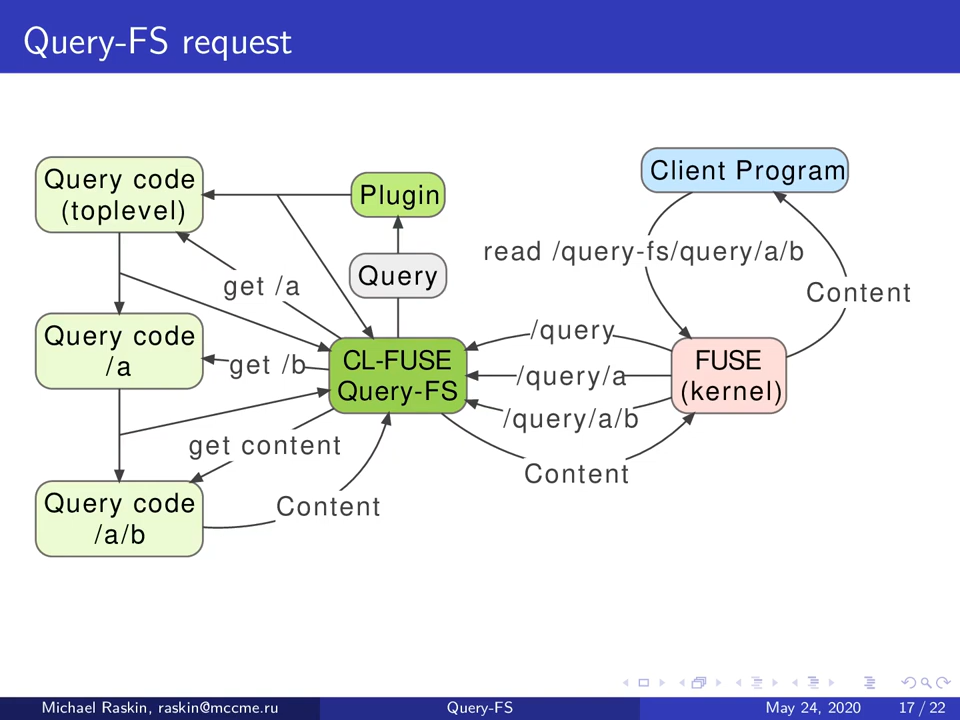 Query-FS request
Query code
(toplevel)
Plugin
Client Program
Query
read /query-fs/query/a/b
get /a
Content
Query code
/a
get /b
CL-FUSE
Query-FS
/query
/query/a
/query/a/b
FUSE
(kernel)
get content
Content
Content
Query code
/a/b
Michael Raskin, raskin@mccme.ru
Query-FS
May 24, 2020
17 / 22